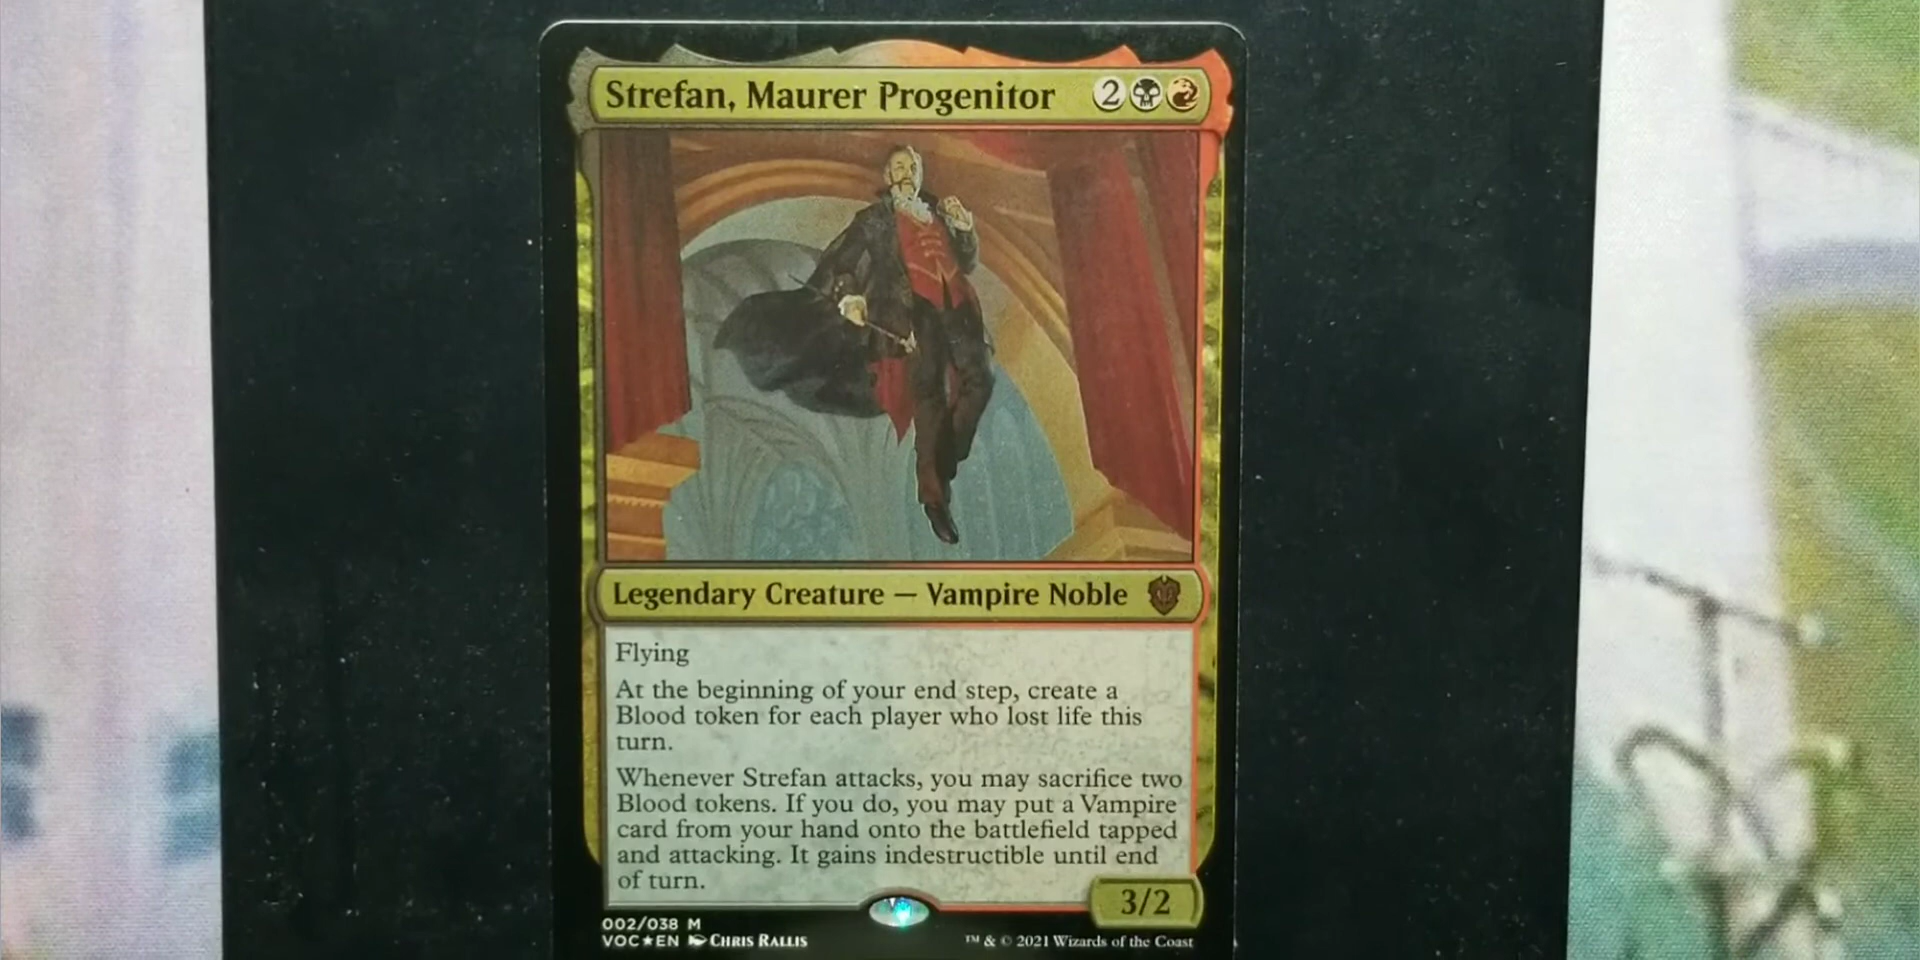 Strefan, Maurer Progenitor 2
Legendary Creature — Vampire Noble
Flying
At the beginning of your end step, create a
Blood token for each player who lost life this
turn.
Whenever Strefan attacks, you may sacrifice two
Blood tokens. If you do, you may put a Vampire
card from your hand onto the battlefield tapped
and attacking. It gains indestructible until end
of turn.
3/2
002/038 M
VOC★EN Chris Rallis
™ & © 2021 Wizards of the Coast